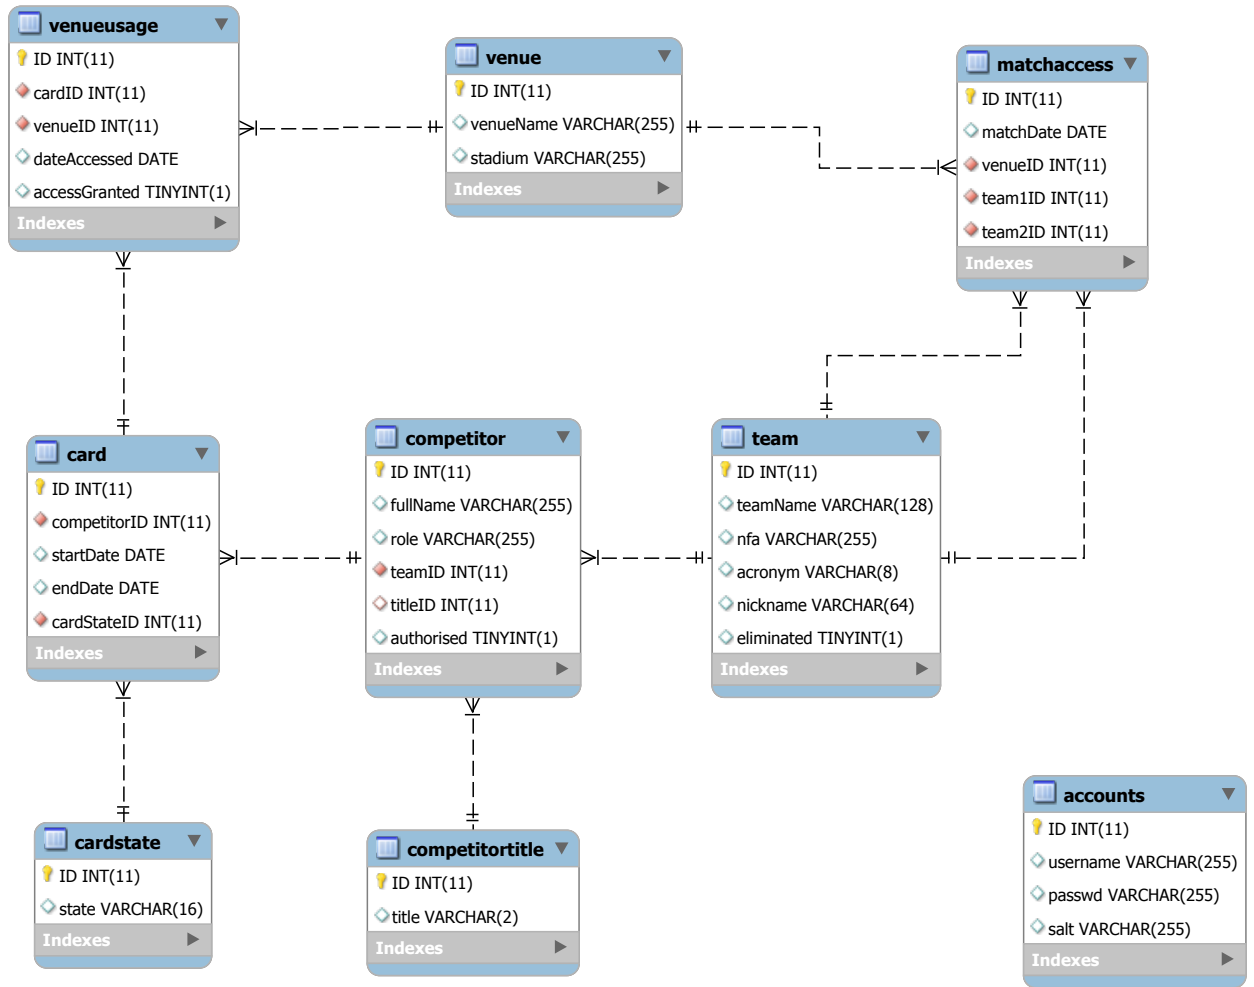 venueusage
ID INT(11)
cardID INT(11)
venueID INT(11)
dateAccessed DATE
accessGranted TINYINT(1)
Indexes
venue
ID INT(11)
venueName VARCHAR(255)
stadium VARCHAR(255)
Indexes
matchaccess
ID INT(11)
matchDate DATE
venueID INT(11)
team1ID INT(11)
team2ID INT(11)
Indexes
card
ID INT(11)
competitorID INT(11)
startDate DATE
endDate DATE
cardStateID INT(11)
Indexes
competitor
ID INT(11)
fullName VARCHAR(255)
role VARCHAR(255)
teamID INT(11)
titleID INT(11)
authorised TINYINT(1)
Indexes
team
ID INT(11)
teamName VARCHAR(128)
nfa VARCHAR(255)
acronym VARCHAR(8)
nickname VARCHAR(64)
eliminated TINYINT(1)
Indexes
cardstate
ID INT(11)
state VARCHAR(16)
Indexes
competitortitle
ID INT(11)
title VARCHAR(2)
Indexes
accounts
ID INT(11)
username VARCHAR(255)
passwd VARCHAR(255)
salt VARCHAR(255)
Indexes